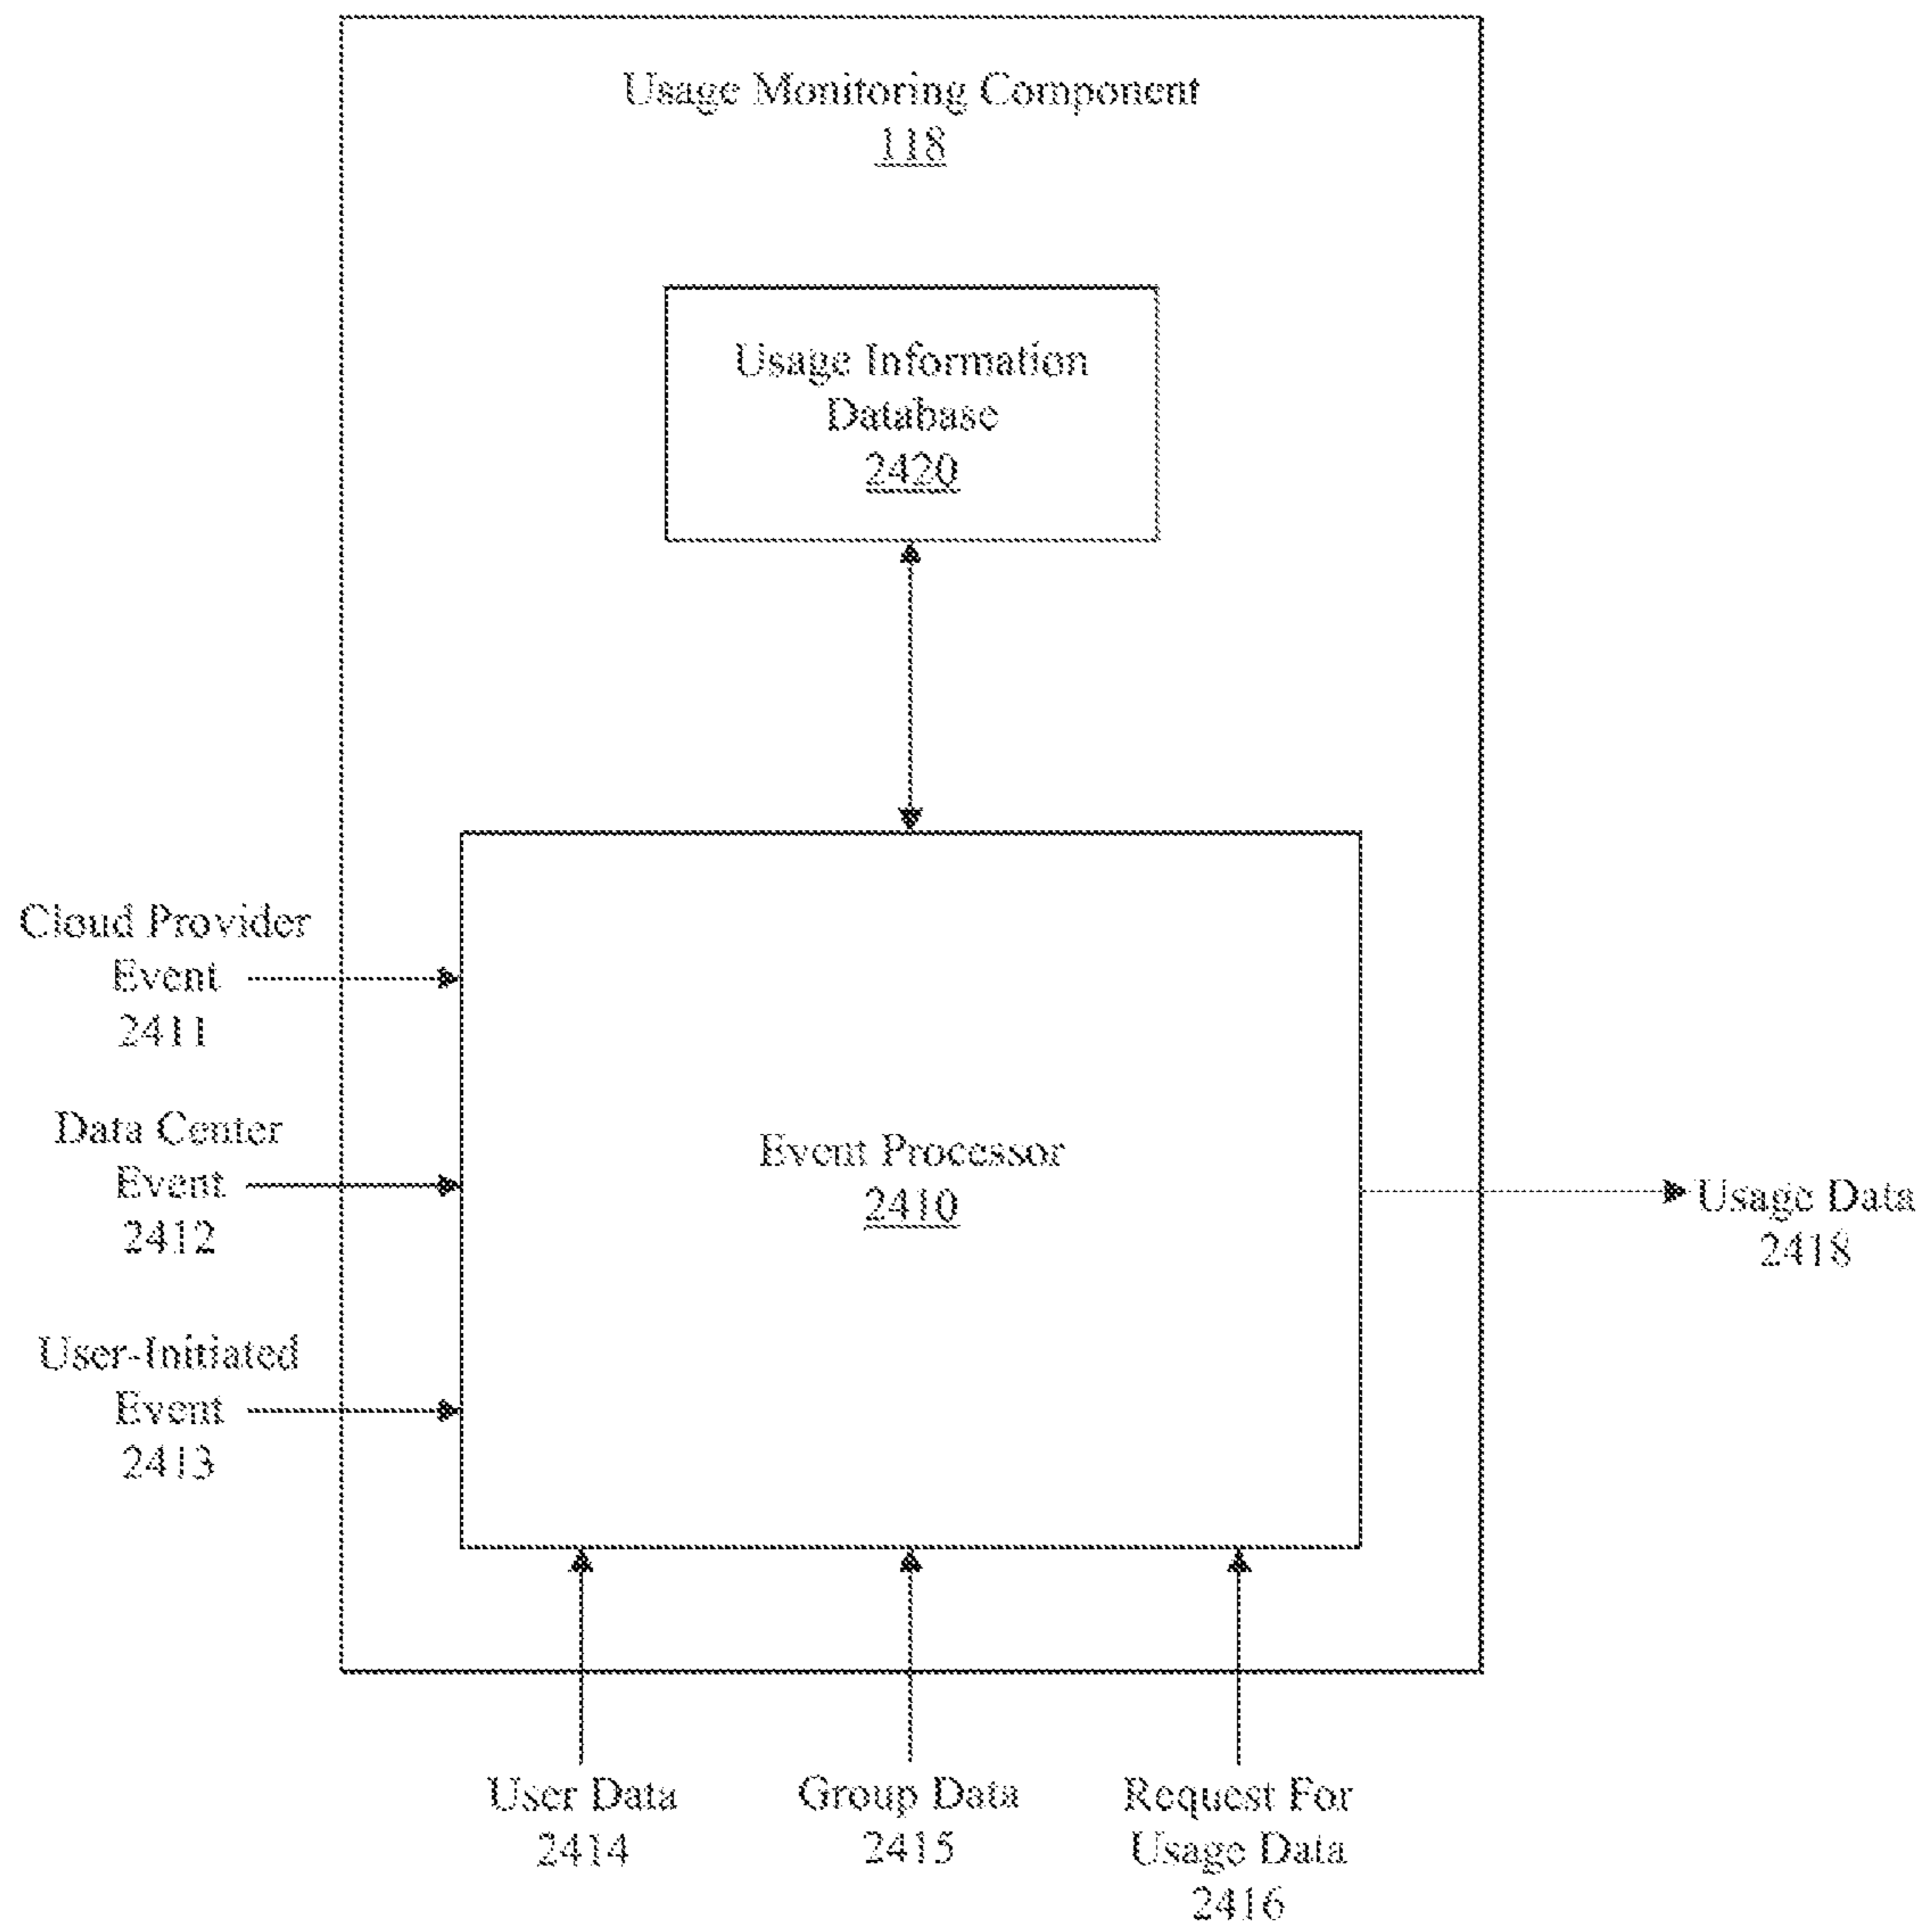 Usage Monitoring Component
118
Usage Information
Database
2420
Cloud Provider
Event
2411
Data Center
Event
2412
User-Initiated
Event
2413
Event Processor
2410
Usage Data
2418
User Data
2414
Group Data
2415
Request For
Usage Data
2416